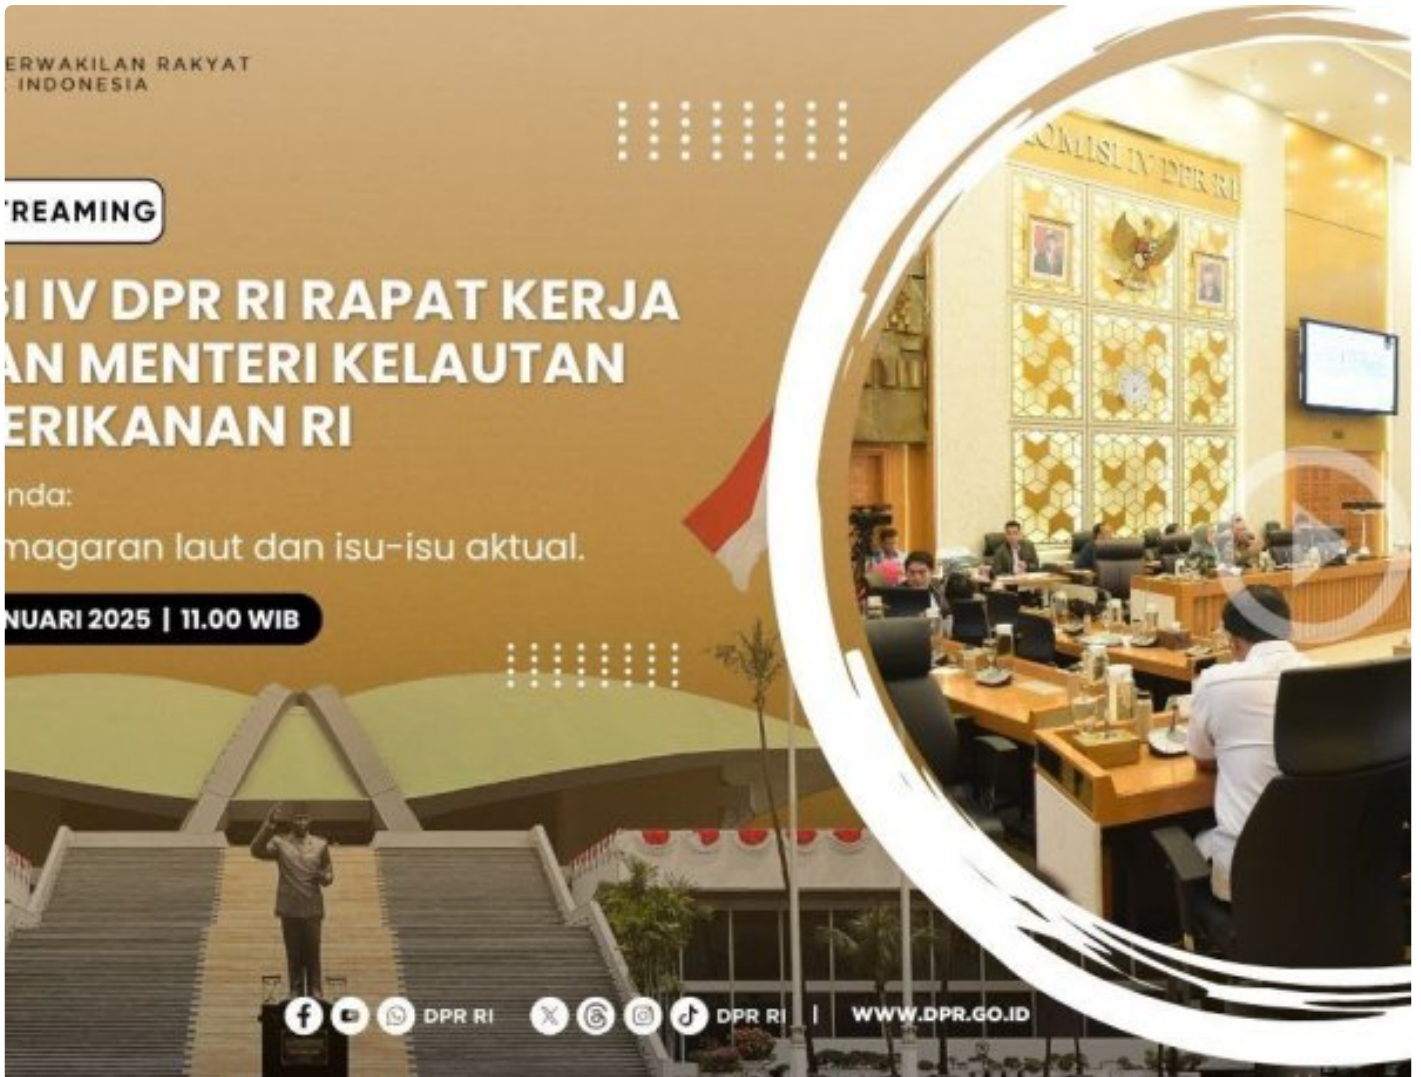 ERWAKILAN RAKYAT
INDONESIA
TREAMING
SI IV DPR RI RAPAT KERJA
AN MENTERI KELAUTAN
ERIKANAN RI
nda:
magaran laut dan isu-isu aktual.
NUARI 2025 | 11.00 WIB
KOMISI IV DPR RI
DPR RI
DPR RI | WWW.DPR.GO.ID